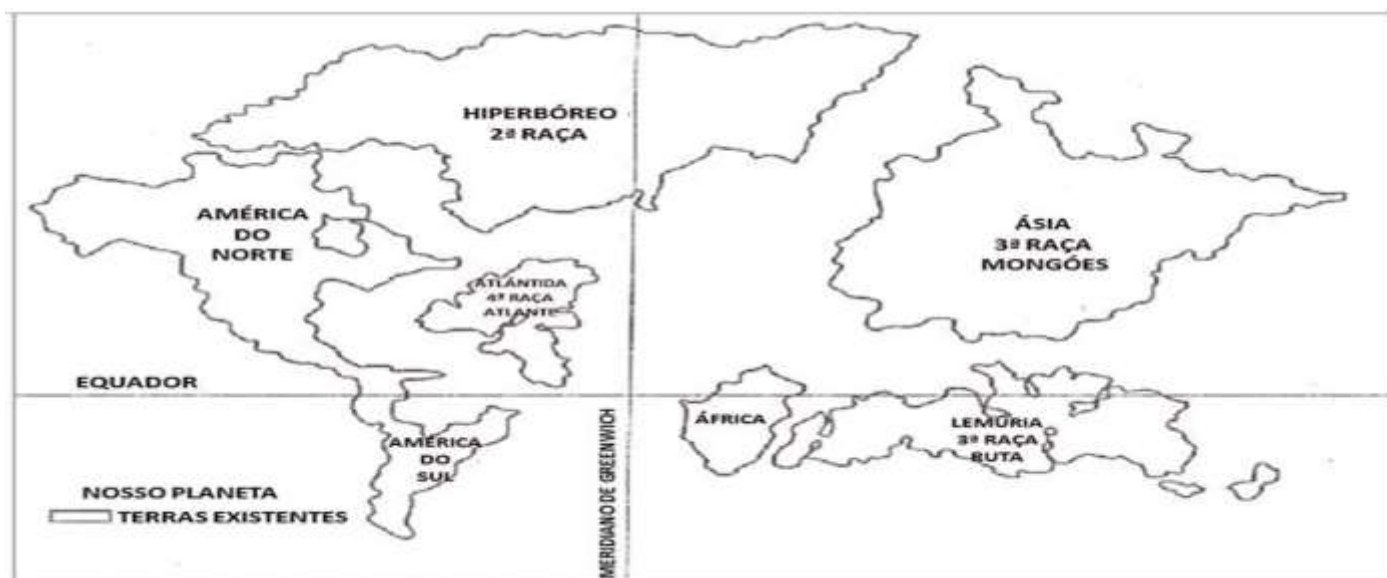 HIPERBÓREO
2ª RAÇA
AMÉRICA
DO
NORTE
ÁSIA
3ª RAÇA
MONGÓES
ATLÂNTIDA
4ª RAÇA
ATLANTE
EQUADOR
ÁFRICA
LEMÚRIA
3ª RAÇA
RUTA
AMÉRICA
DO
SUL
MERIDIANO DE GREENWICH
NOSSO PLANETA
TERRAS EXISTENTES